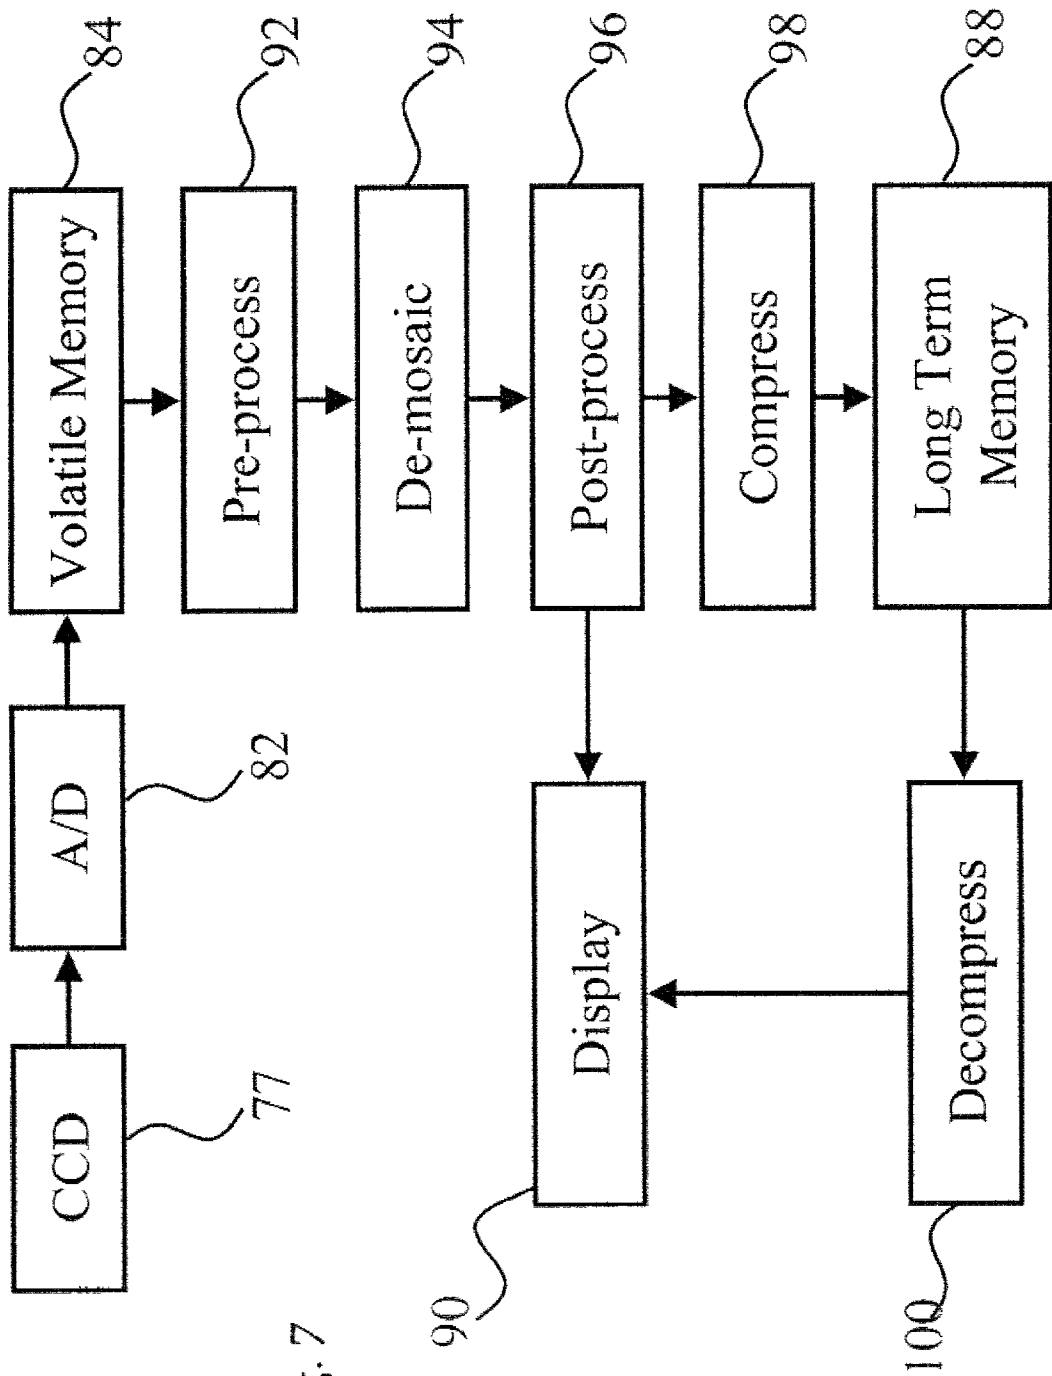 84
92
94
96
98
88
Volatile Memory
Pre-process
De-mosaic
Post-process
Compress
Long Term
Memory
A/D
82
CCD
77
Display
90
Decompress
100
7